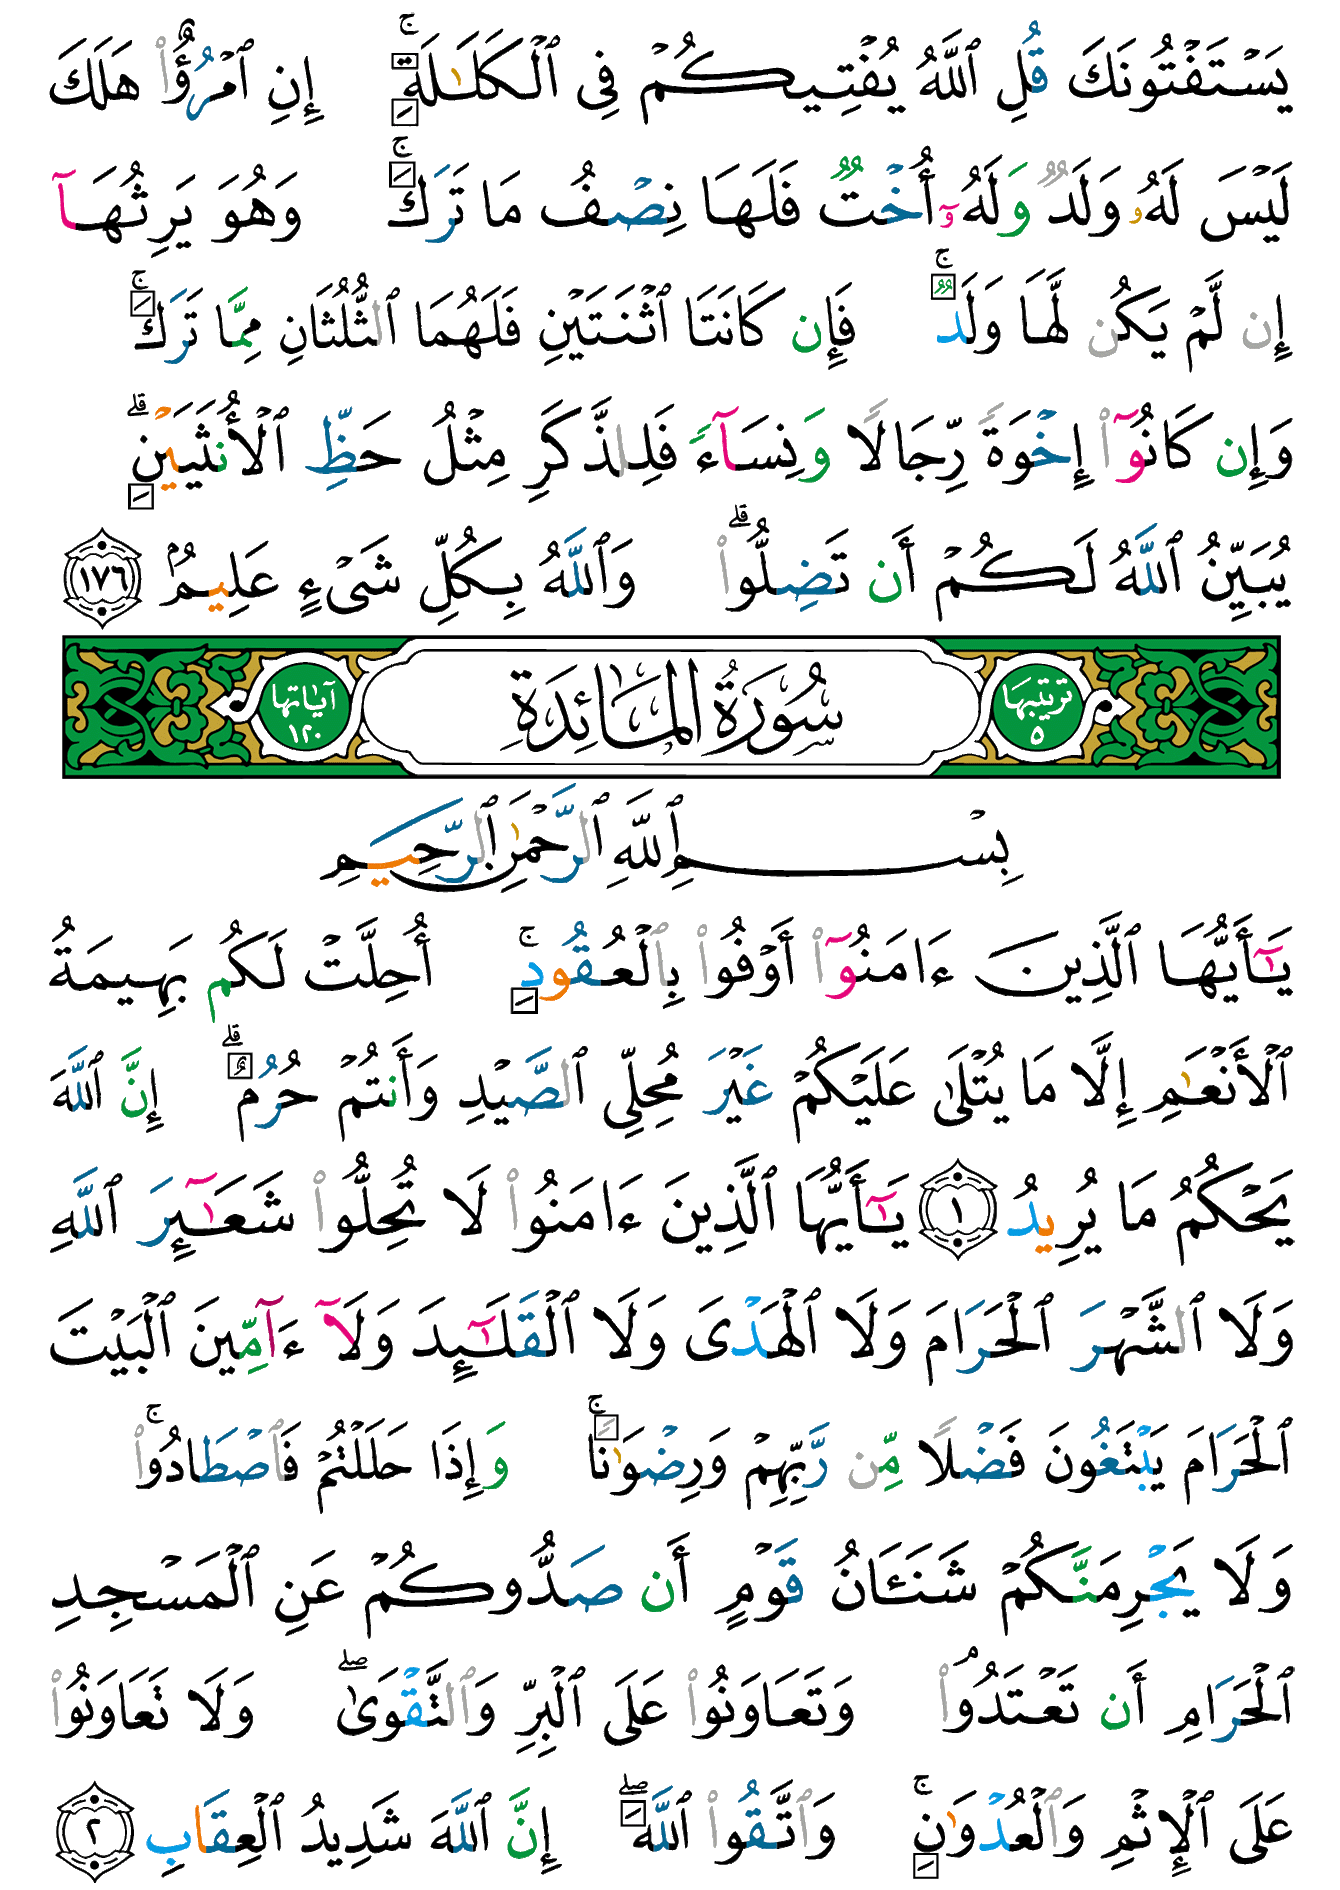 يَسۡتَفۡتُونَكَ قُلِ ٱللَّهُ يُفۡتِيكُمۡ فِي ٱلۡكَلَٰلَةِۚ إِنِ ٱمۡرُؤٌاْ هَلَكَ
لَيۡسَ لَهُۥ وَلَدٞ وَلَهُۥٓ أُخۡتٞ فَلَهَا نِصۡفُ مَا تَرَكَۚ وَهُوَ يَرِثُهَآ
إِن لَّمۡ يَكُن لَّهَا وَلَدٞۚ فَإِن كَانَتَا ٱثۡنَتَيۡنِ فَلَهُمَا ٱلثُّلُثَانِ مِمَّا تَرَكَۚ
وَإِن كَانُوٓاْ إِخۡوَةٗ رِّجَالٗا وَنِسَآءٗ فَلِلذَّكَرِ مِثۡلُ حَظِّ ٱلۡأُنثَيَيۡنِۗ
يُبَيِّنُ ٱللَّهُ لَكُمۡ أَن تَضِلُّواْۗ وَٱللَّهُ بِكُلِّ شَيۡءٍ عَلِيمُۢ ١٧٦
ترتيبها ٥ سُورَةُ المَائِدَةِ آياتها ١٢٠
بِسۡمِ ٱللَّهِ ٱلرَّحۡمَٰنِ ٱلرَّحِيمِ
يَٰٓأَيُّهَا ٱلَّذِينَ ءَامَنُوٓاْ أَوۡفُواْ بِٱلۡعُقُودِۚ أُحِلَّتۡ لَكُم بَهِيمَةُ
ٱلۡأَنۡعَٰمِ إِلَّا مَا يُتۡلَىٰ عَلَيۡكُمۡ غَيۡرَ مُحِلِّي ٱلصَّيۡدِ وَأَنتُمۡ حُرُمٌۗ إِنَّ ٱللَّهَ
يَحۡكُمُ مَا يُرِيدُ ١ يَٰٓأَيُّهَا ٱلَّذِينَ ءَامَنُواْ لَا تُحِلُّواْ شَعَٰٓئِرَ ٱللَّهِ
وَلَا ٱلشَّهۡرَ ٱلۡحَرَامَ وَلَا ٱلۡهَدۡيَ وَلَا ٱلۡقَلَٰٓئِدَ وَلَآ ءَآمِّينَ ٱلۡبَيۡتَ
ٱلۡحَرَامَ يَبۡتَغُونَ فَضۡلٗا مِّن رَّبِّهِمۡ وَرِضۡوَٰنٗاۚ وَإِذَا حَلَلۡتُمۡ فَٱصۡطَادُواْۚ
وَلَا يَجۡرِمَنَّكُمۡ شَنَـَٔانُ قَوۡمٍ أَن صَدُّوكُمۡ عَنِ ٱلۡمَسۡجِدِ
ٱلۡحَرَامِ أَن تَعۡتَدُواْۘ وَتَعَاوَنُواْ عَلَى ٱلۡبِرِّ وَٱلتَّقۡوَىٰۖ وَلَا تَعَاوَنُواْ
عَلَى ٱلۡإِثۡمِ وَٱلۡعُدۡوَٰنِۚ وَٱتَّقُواْ ٱللَّهَۖ إِنَّ ٱللَّهَ شَدِيدُ ٱلۡعِقَابِ ٢